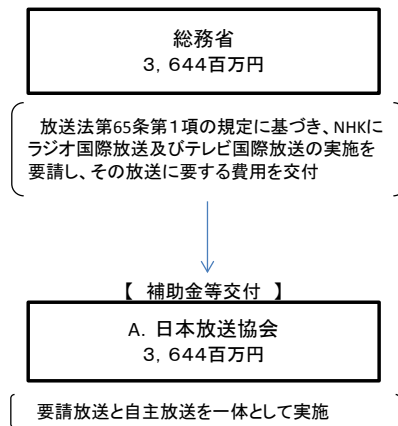 総務省
３，６４４百万円
放送法第65条第１項の規定に基づき、NHKに
ラジオ国際放送及びテレビ国際放送の実施を
要請し、その放送に要する費用を交付
【　補助金等交付　】
A．日本放送協会
３，６４４百万円
要請放送と自主放送を一体として実施